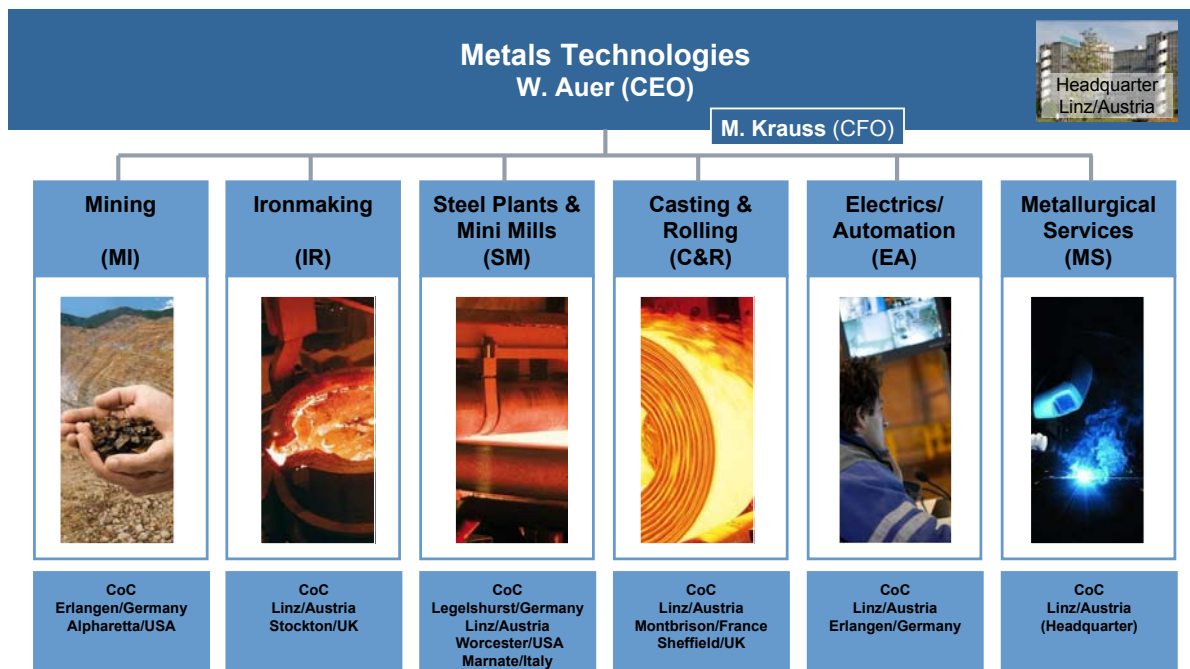 Metals Technologies
W. Auer (CEO)
Headquarter
Linz/Austria
M. Krauss (CFO)
Mining
(MI)
Ironmaking
(IR)
Steel Plants &
Mini Mills
(SM)
Casting &
Rolling
(C&R)
Electrics/
Automation
(EA)
Metallurgical
Services
(MS)
CoC
Erlangen/Germany
Alpharetta/USA
CoC
Linz/Austria
Stockton/UK
CoC
Legelshurst/Germany
Linz/Austria
Worcester/USA
Marnate/Italy
CoC
Linz/Austria
Montbrison/France
Sheffield/UK
CoC
Linz/Austria
Erlangen/Germany
CoC
Linz/Austria
(Headquarter)